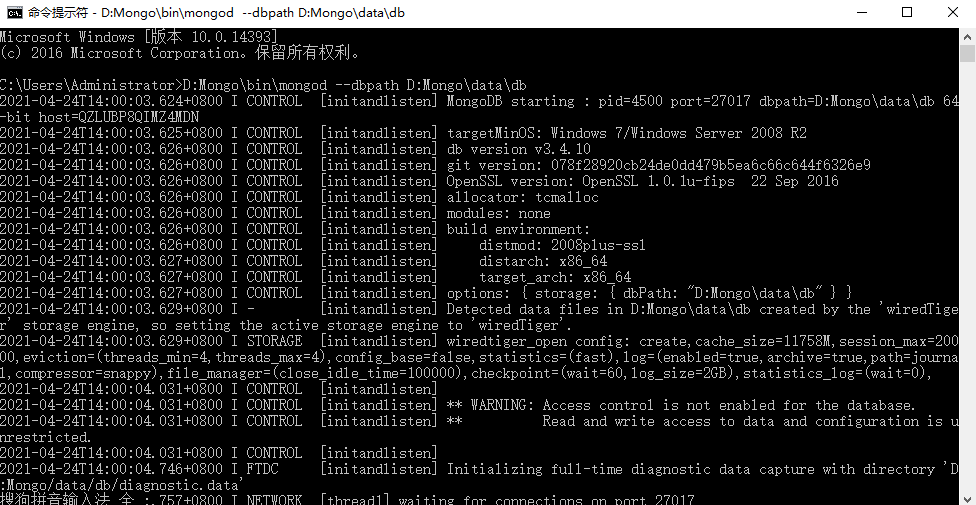 命令提示符 - D:Mongo\bin\mongod  --dbpath D:Mongo\data\db
Microsoft Windows [版本 10.0.14393]
(c) 2016 Microsoft Corporation。保留所有权利。
C:\Users\Administrator>D:Mongo\bin\mongod --dbpath D:Mongo\data\db
2021-04-24T14:00:03.624+0800 I CONTROL  [initandlisten] MongoDB starting : pid=4500 port=27017 dbpath=D:Mongo\data\db 64
-bit host=QZLUBP8QIMZ4MDN
2021-04-24T14:00:03.625+0800 I CONTROL  [initandlisten] targetMinOS: Windows 7/Windows Server 2008 R2
2021-04-24T14:00:03.626+0800 I CONTROL  [initandlisten] db version v3.4.10
2021-04-24T14:00:03.626+0800 I CONTROL  [initandlisten] git version: 078f28920cb24de0dd479b5ea6c66c644f6326e9
2021-04-24T14:00:03.626+0800 I CONTROL  [initandlisten] OpenSSL version: OpenSSL 1.0.1u-fips  22 Sep 2016
2021-04-24T14:00:03.626+0800 I CONTROL  [initandlisten] allocator: tcmalloc
2021-04-24T14:00:03.626+0800 I CONTROL  [initandlisten] modules: none
2021-04-24T14:00:03.626+0800 I CONTROL  [initandlisten] build environment:
2021-04-24T14:00:03.627+0800 I CONTROL  [initandlisten]     distmod: 2008plus-ssl
2021-04-24T14:00:03.627+0800 I CONTROL  [initandlisten]     distarch: x86_64
2021-04-24T14:00:03.627+0800 I CONTROL  [initandlisten]     target_arch: x86_64
2021-04-24T14:00:03.627+0800 I CONTROL  [initandlisten] options: { storage: { dbPath: "D:Mongo\data\db" } }
2021-04-24T14:00:03.629+0800 I -        [initandlisten] Detected data files in D:Mongo\data\db created by the 'wiredTige
r' storage engine, so setting the active storage engine to 'wiredTiger'.
2021-04-24T14:00:03.629+0800 I STORAGE  [initandlisten] wiredtiger_open config: create,cache_size=11758M,session_max=200
00,eviction=(threads_min=4,threads_max=4),config_base=false,statistics=(fast),log=(enabled=true,archive=true,path=journa
l,compressor=snappy),file_manager=(close_idle_time=100000),checkpoint=(wait=60,log_size=2GB),statistics_log=(wait=0),
2021-04-24T14:00:04.031+0800 I CONTROL  [initandlisten]
2021-04-24T14:00:04.031+0800 I CONTROL  [initandlisten] ** WARNING: Access control is not enabled for the database.
2021-04-24T14:00:04.031+0800 I CONTROL  [initandlisten] **          Read and write access to data and configuration is u
nrestricted.
2021-04-24T14:00:04.031+0800 I CONTROL  [initandlisten]
2021-04-24T14:00:04.746+0800 I FTDC     [initandlisten] Initializing full-time diagnostic data capture with directory 'D
:Mongo/data/db/diagnostic.data'
搜狗拼音输入法 全 :.757+0800 I NETWORK  [thread1] waiting for connections on port 27017